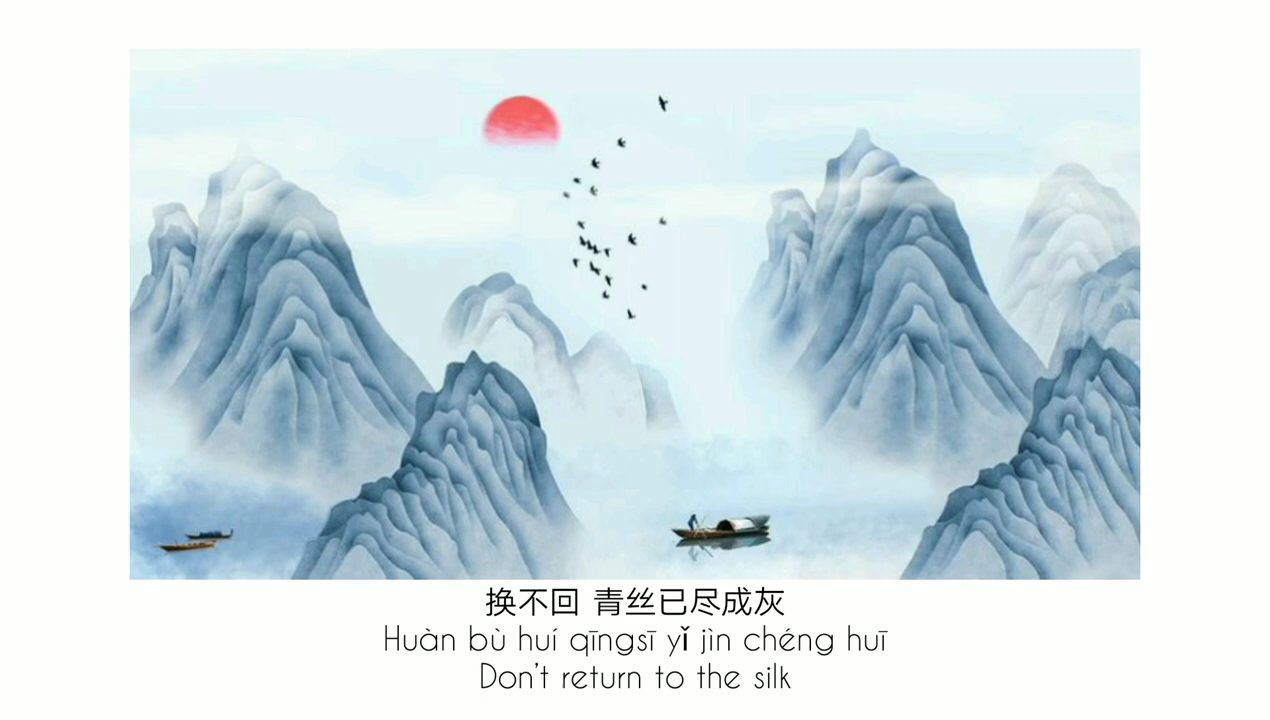 换不回 青丝已尽成灰
Huàn bù huí qīngsī yǐ jìn chéng huī
Don't return to the silk